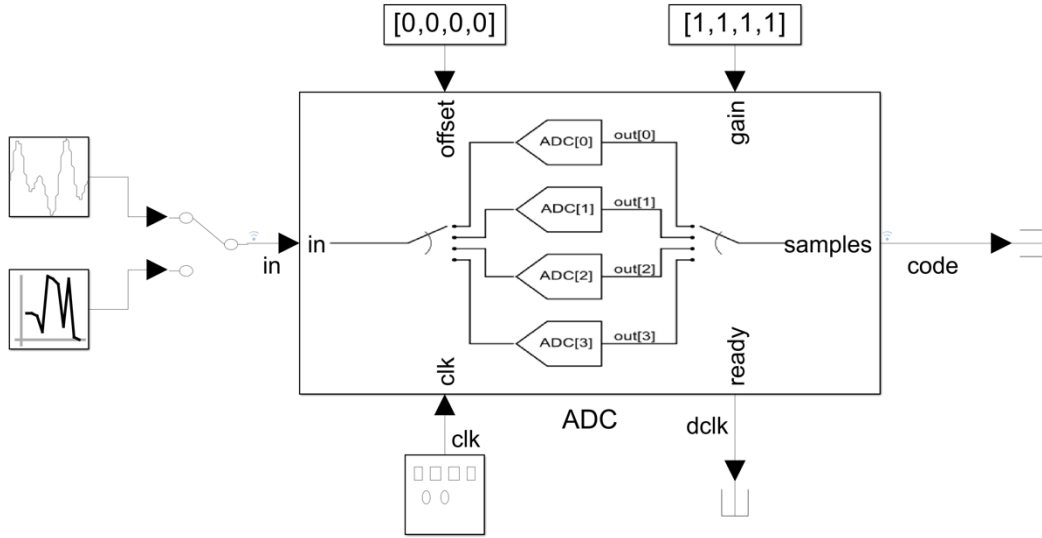 [0,0,0,0]
[1,1,1,1]
offset
gain
ADC[0]
out[0]
ADC[1]
out[1]
in
in
samples
code
ADC[2]
out[2]
ADC[3]
out[3]
clk
ready
ADC
clk
dclk